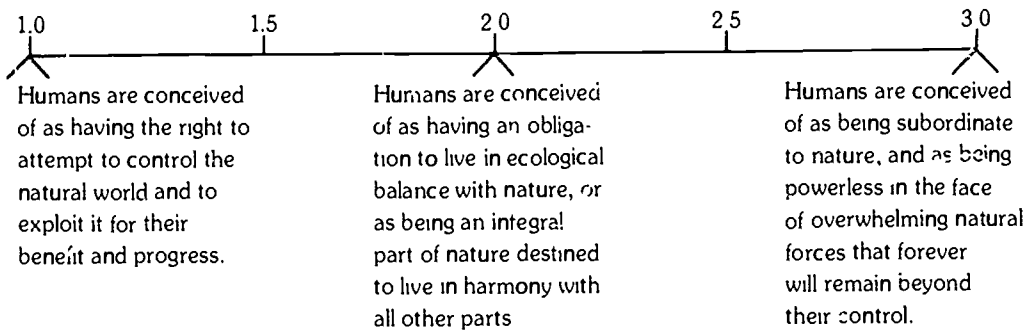 1.0 1.5 2 0 2 5 3 0
Humans are conceived
of as having the right to
attempt to control the
natural world and to
exploit it for their
benefit and progress.
Humans are conceived
of as having an obliga-
tion to live in ecological
balance with nature, or
as being an integral
part of nature destined
to live in harmony with
all other parts
Humans are conceived
of as being subordinate
to nature, and as being
powerless in the face
of overwhelming natural
forces that forever
will remain beyond
their control.